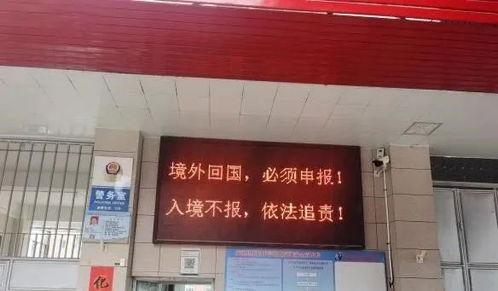 境外回国，必须申报！
入境不报，依法追责！
警务室
化